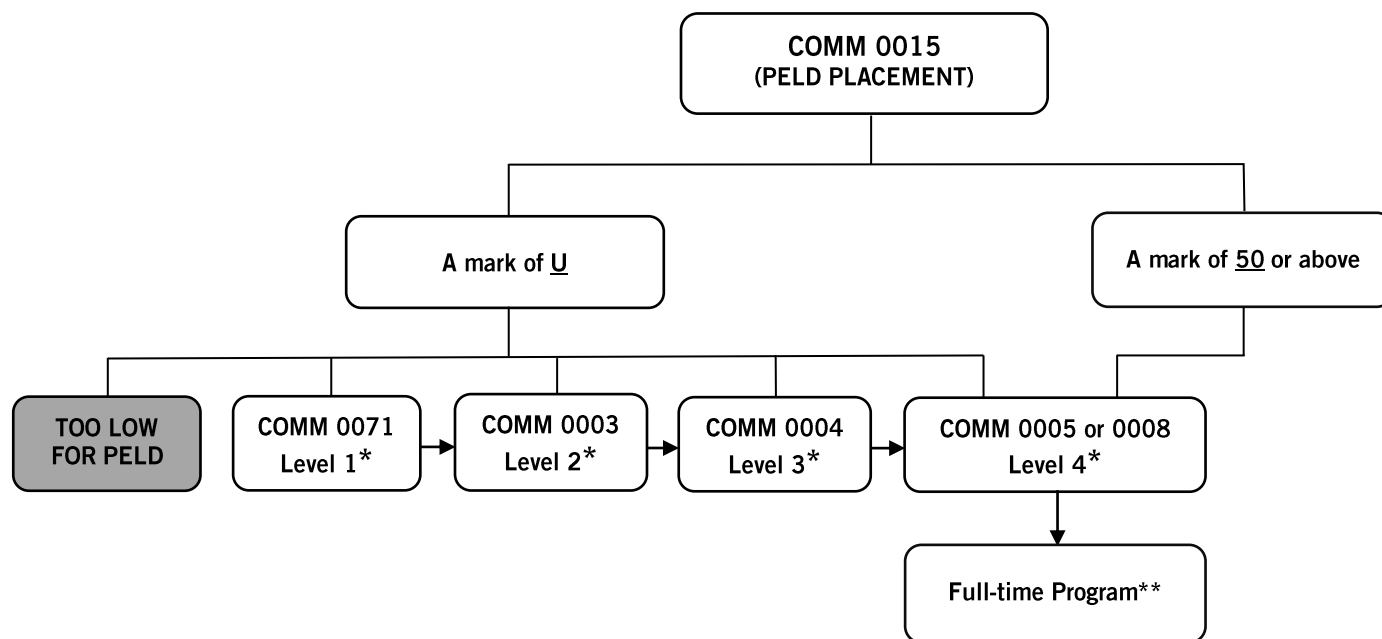 COMM 0015
(PELD PLACEMENT)
A mark of U
A mark of 50 or above
TOO LOW
FOR PELD
COMM 0071
Level 1*
COMM 0003
Level 2*
COMM 0004
Level 3*
COMM 0005 or 0008
Level 4*
Full-time Program**